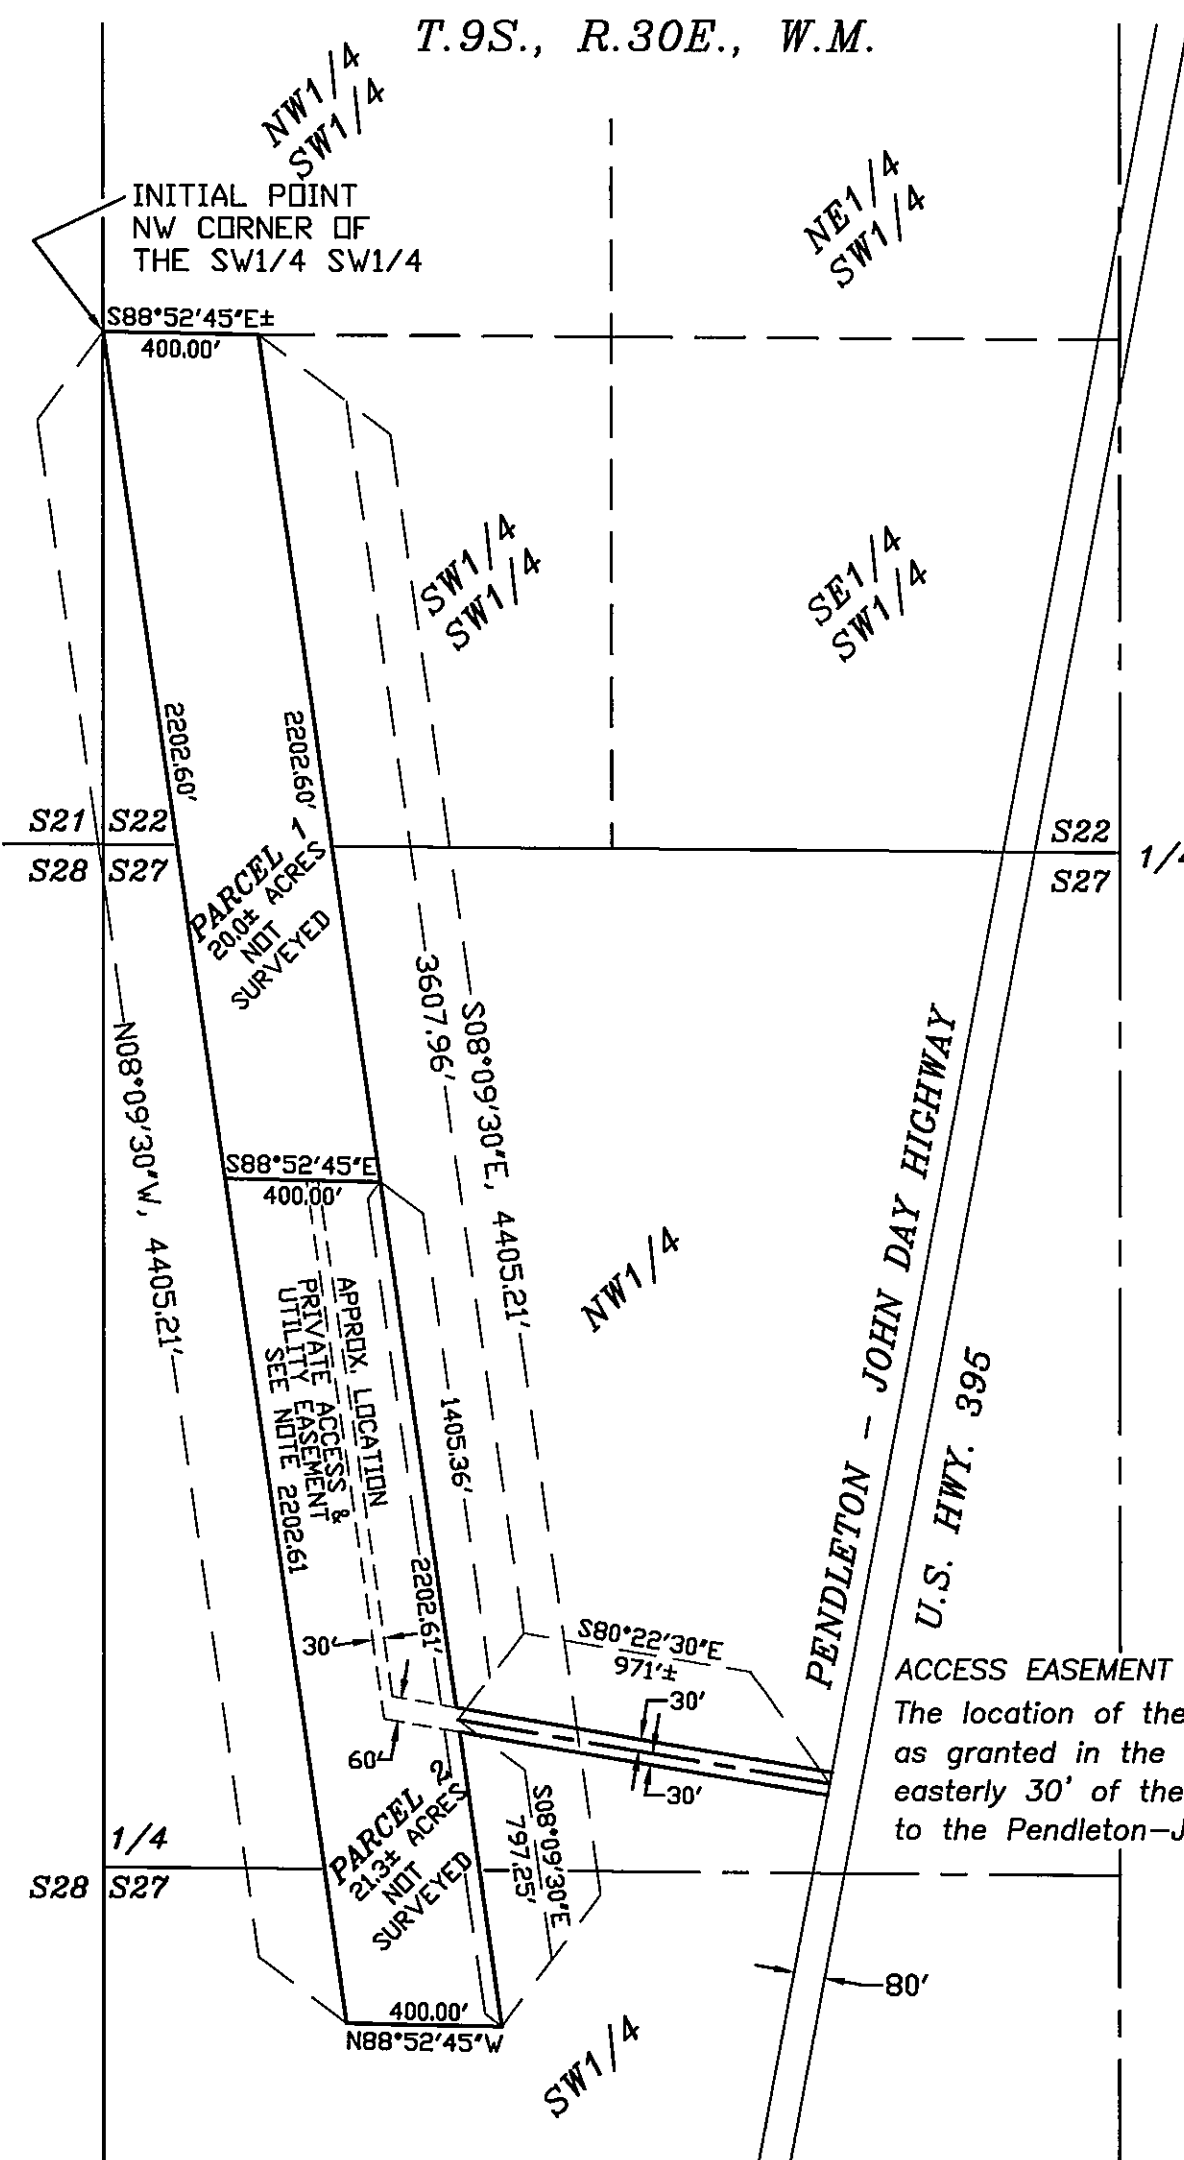 T.9S., R.30E., W.M.
NW1/4
SW1/4
NE1/4
SW1/4
INITIAL POINT
NW CORNER OF
THE SW1/4 SW1/4
S88°52'45"E±
400.00'
SW1/4
SW1/4
SE1/4
SW1/4
2202.60'
2202.60'
S21 S22
S28 S27
S22
S27
1/4
PARCEL 1
20.0± ACRES
NOT
SURVEYED
3607.96'
S08°09'30"E, 4405.21'
N08°09'30"W, 4405.21'
S88°52'45"E
400.00'
NW1/4
PENDLETON - JOHN DAY HIGHWAY
U.S. HWY. 395
APPROX. LOCATION
PRIVATE ACCESS &
UTILITY EASEMENT
SEE NOTE 2202.61
1405.36'
2202.61'
30'
S80°22'30"E
971'±
30'
60'
30'
ACCESS EASEMENT
The location of the
as granted in the
easterly 30' of the
to the Pendleton-J
PARCEL 2
21.3± ACRES
NOT
SURVEYED
S08°09'30"E
797.25'
1/4
S28 S27
80'
400.00'
N88°52'45"W
SW1/4